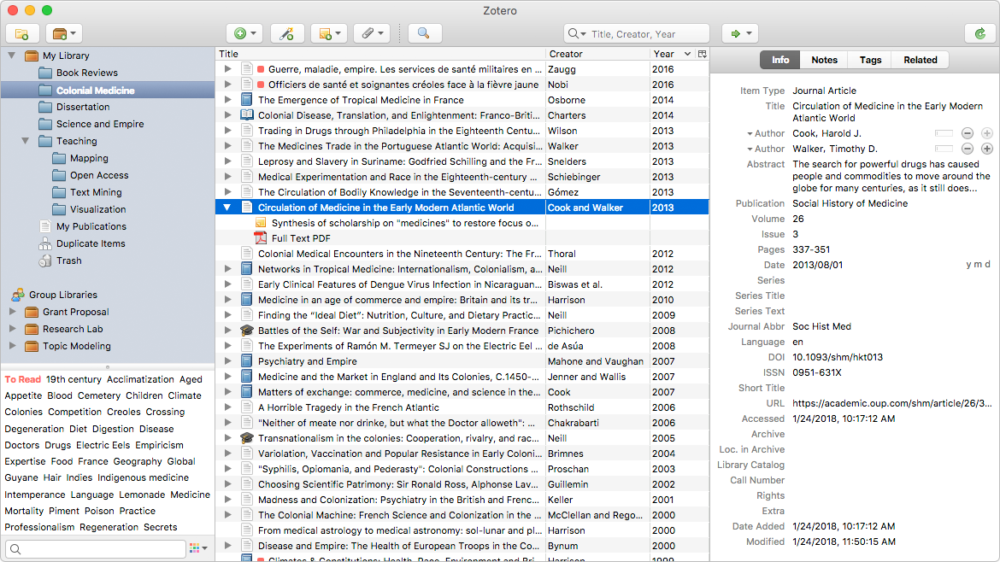 Zotero
Title, Creator, Year
My Library
Book Reviews
Colonial Medicine
Dissertation
Science and Empire
Teaching
Mapping
Open Access
Text Mining
Visualization
My Publications
Duplicate Items
Trash
Group Libraries
Grant Proposal
Research Lab
Topic Modeling
To Read 19th century Acclimatization Aged
Appetite Blood Cemetery Children Climate
Colonies Competition Creoles Crossing
Degeneration Diet Digestion Disease
Doctors Drugs Electric Eels Empiricism
Expertise Food France Geography Global
Guyane Hair Indies Indigenous medicine
Intemperance Language Lemonade Medicine
Mortality Piment Poison Practice
Professionalism Regeneration Secrets
Title Creator Year
Guerre, maladie, empire. Les services de santé militaires en ... Zaugg 2016
Officiers de santé et soignantes créoles face à la fièvre jaune Nobi 2016
The Emergence of Tropical Medicine in France Osborne 2014
Colonial Disease, Translation, and Enlightenment: Franco-Briti... Charters 2014
Trading in Drugs through Philadelphia in the Eighteenth Centu... Wilson 2013
The Medicines Trade in the Portuguese Atlantic World: Acquisi... Walker 2013
Leprosy and Slavery in Suriname: Godfried Schilling and the Fr... Snelders 2013
Medical Experimentation and Race in the Eighteenth-century ... Schiebinger 2013
The Circulation of Bodily Knowledge in the Seventeenth-centu... Gómez 2013
Circulation of Medicine in the Early Modern Atlantic World Cook and Walker 2013
Synthesis of scholarship on "medicines" to restore focus o...
Full Text PDF
Colonial Medical Encounters in the Nineteenth Century: The Fr... Thoral 2012
Networks in Tropical Medicine: Internationalism, Colonialism, a... Neill 2012
Early Clinical Features of Dengue Virus Infection in Nicaraguan... Biswas et al. 2012
Medicine in an age of commerce and empire: Britain and its tr... Harrison 2010
Finding the “Ideal Diet”: Nutrition, Culture, and Dietary Practic... Neill 2009
Battles of the Self: War and Subjectivity in Early Modern France Pichichero 2008
The Experiments of Ramón M. Termeyer SJ on the Electric Eel ... de Asúa 2008
Psychiatry and Empire Mahone and Vaughan 2007
Medicine and the Market in England and Its Colonies, C.1450-... Jenner and Wallis 2007
Matters of exchange: commerce, medicine, and science in the... Cook 2007
A Horrible Tragedy in the French Atlantic Rothschild 2006
"Neither of meate nor drinke, but what the Doctor alloweth": ... Chakrabarti 2006
Transnationalism in the colonies: Cooperation, rivalry, and rac... Neill 2005
Variolation, Vaccination and Popular Resistance in Early Coloni... Brimnes 2004
"Syphilis, Opiomania, and Pederasty": Colonial Constructions ... Proschan 2003
Choosing Scientific Patrimony: Sir Ronald Ross, Alphonse Lav... Guillemin 2002
Madness and Colonization: Psychiatry in the British and Frenc... Keller 2001
The Colonial Machine: French Science and Colonization in the ... McClellan and Rego... 2000
From medical astrology to medical astronomy: sol-lunar and pl... Harrison 2000
Disease and Empire: The Health of European Troops in the Co... Bynum 2000
Climates & Constitutions: Health, Race, Environment and Bri... Harrison 1999
Info Notes Tags Related
Item Type Journal Article
Title Circulation of Medicine in the Early Modern
Atlantic World
Author Cook, Harold J.
Author Walker, Timothy D.
Abstract The search for powerful drugs has caused
people and commodities to move around the
globe for many centuries, as it still does...
Publication Social History of Medicine
Volume 26
Issue 3
Pages 337-351
Date 2013/08/01 y m d
Series
Series Title
Series Text
Journal Abbr Soc Hist Med
Language en
DOI 10.1093/shm/hkt013
ISSN 0951-631X
Short Title
URL https://academic.oup.com/shm/article/26/3...
Accessed 1/24/2018, 10:17:12 AM
Archive
Loc. in Archive
Library Catalog
Call Number
Rights
Extra
Date Added 1/24/2018, 10:17:12 AM
Modified 1/24/2018, 11:50:15 AM